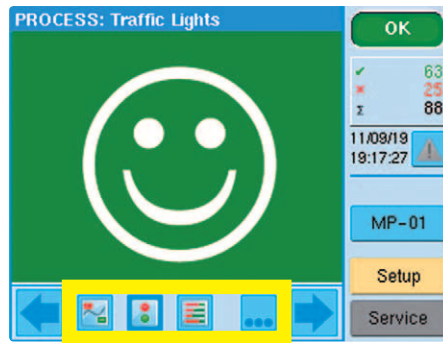 PROCESS: Traffic Lights
OK
✔ 63
✖ 25
Σ 88
11/09/19
19:17:27
MP-01
Setup
Service